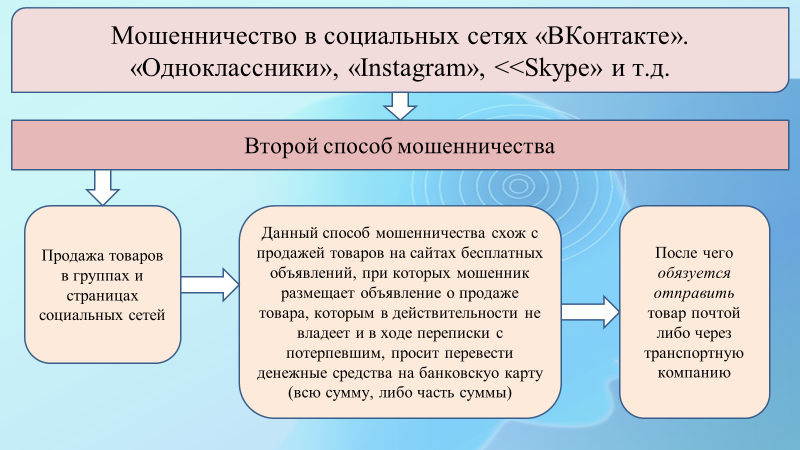 Мошенничество в социальных сетях «ВКонтакте».
«Одноклассники», «Instagram», <<Skype» и т.д.
Второй способ мошенничества
Продажа товаров
в группах и
страницах
социальных сетей
Данный способ мошенничества схож с
продажей товаров на сайтах бесплатных
объявлений, при которых мошенник
размещает объявление о продаже
товара, которым в действительности не
владеет и в ходе переписки с
потерпевшим, просит перевести
денежные средства на банковскую карту
(всю сумму, либо часть суммы)
После чего
обязуется
отправить
товар почтой
либо через
транспортную
компанию